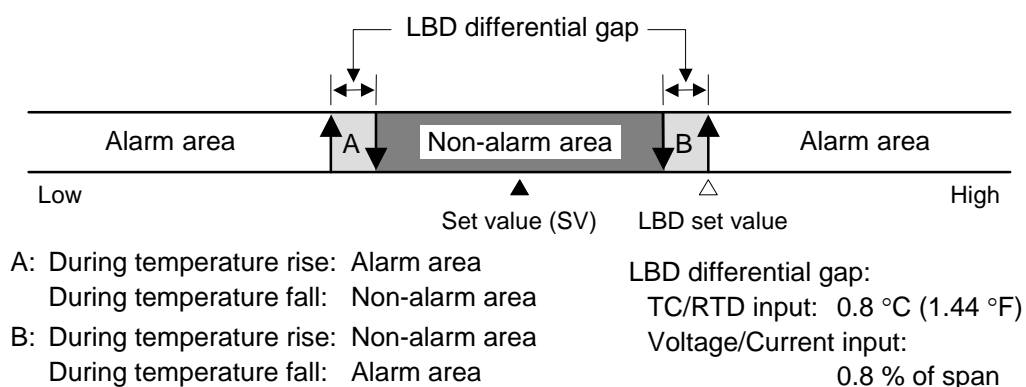 LBD differential gap
Alarm area
A
Non-alarm area
B
Alarm area
Low
High
Set value (SV)
LBD set value
A: During temperature rise: Alarm area
During temperature fall: Non-alarm area
B: During temperature rise: Non-alarm area
During temperature fall: Alarm area
LBD differential gap:
TC/RTD input: 0.8 °C (1.44 °F)
Voltage/Current input:
0.8 % of span